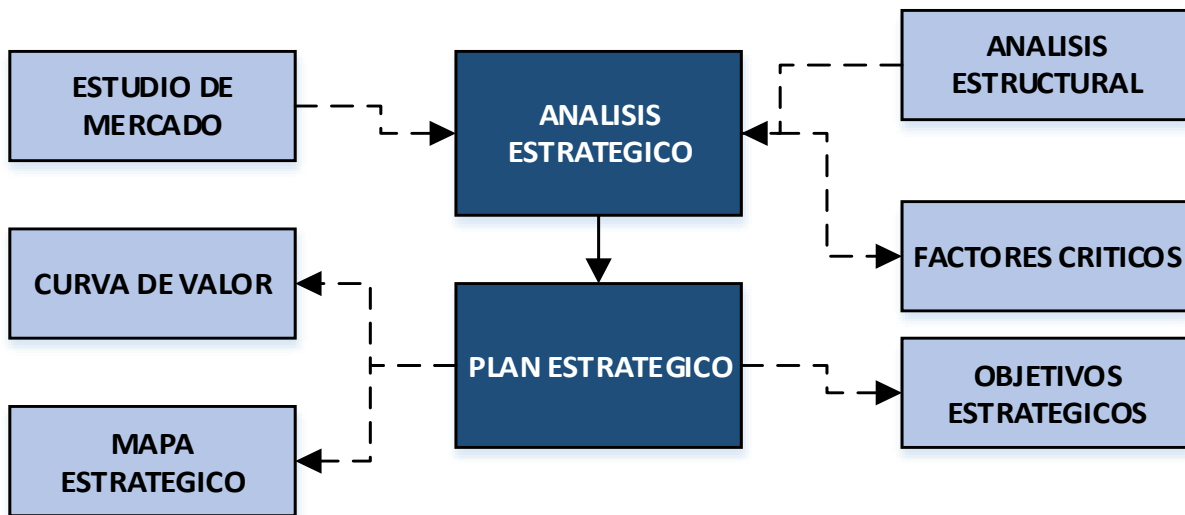 ESTUDIO DE
MERCADO
ANALISIS
ESTRATEGICO
ANALISIS
ESTRUCTURAL
CURVA DE VALOR
FACTORES CRITICOS
PLAN ESTRATEGICO
MAPA
ESTRATEGICO
OBJETIVOS
ESTRATEGICOS